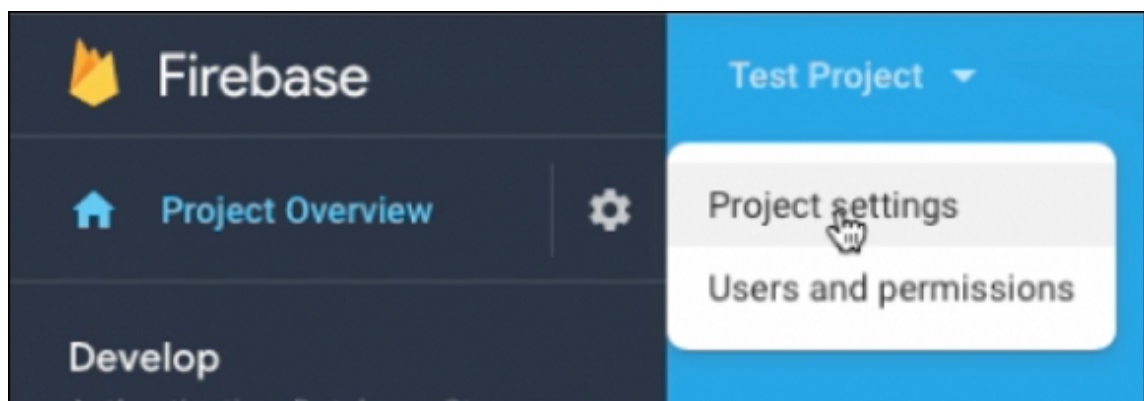 Firebase
Test Project
Project Overview
Project settings
Users and permissions
Develop